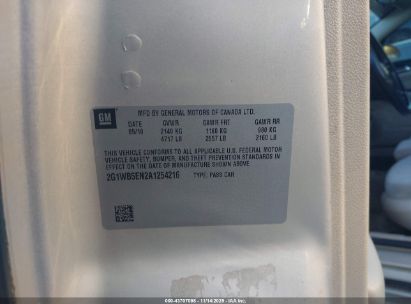 GM
MFD BY GENERAL MOTORS OF CANADA LTD.
DATE GVWR GAWR FRT GAWR RR
05/10 2140 KG 1160 KG 980 KG
4717 LB 2557 LB 2160 LB
THIS VEHICLE CONFORMS TO ALL APPLICABLE U.S. FEDERAL MOTOR
VEHICLE SAFETY, BUMPER, AND THEFT PREVENTION STANDARDS IN
EFFECT ON THE DATE OF MANUFACTURE SHOWN ABOVE.
2G1WB5EN2A1254216 TYPE: PASS CAR